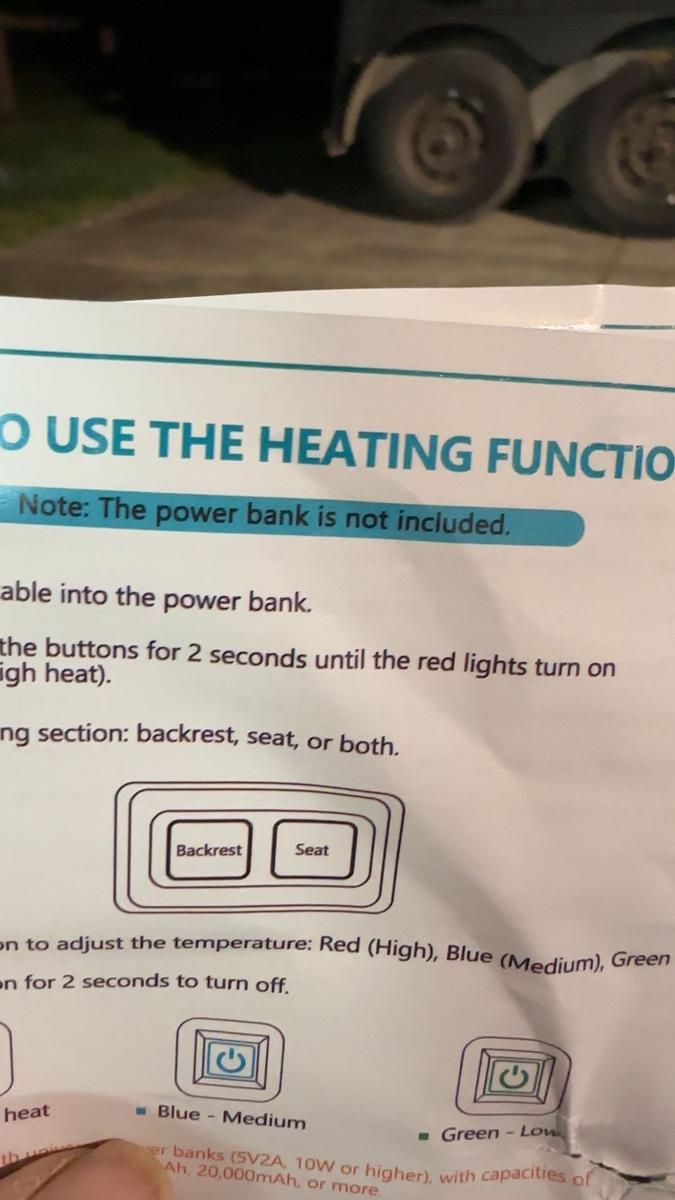 O USE THE HEATING FUNCTIO
Note: The power bank is not included.
able into the power bank.
the buttons for 2 seconds until the red lights turn on
igh heat).
ng section: backrest, seat, or both.
Backrest Seat
on to adjust the temperature: Red (High), Blue (Medium), Green
on for 2 seconds to turn off.
heat
Blue - Medium
Green - Low
er banks (5V2A, 10W or higher), with capacities of
Ah, 20,000mAh, or more.